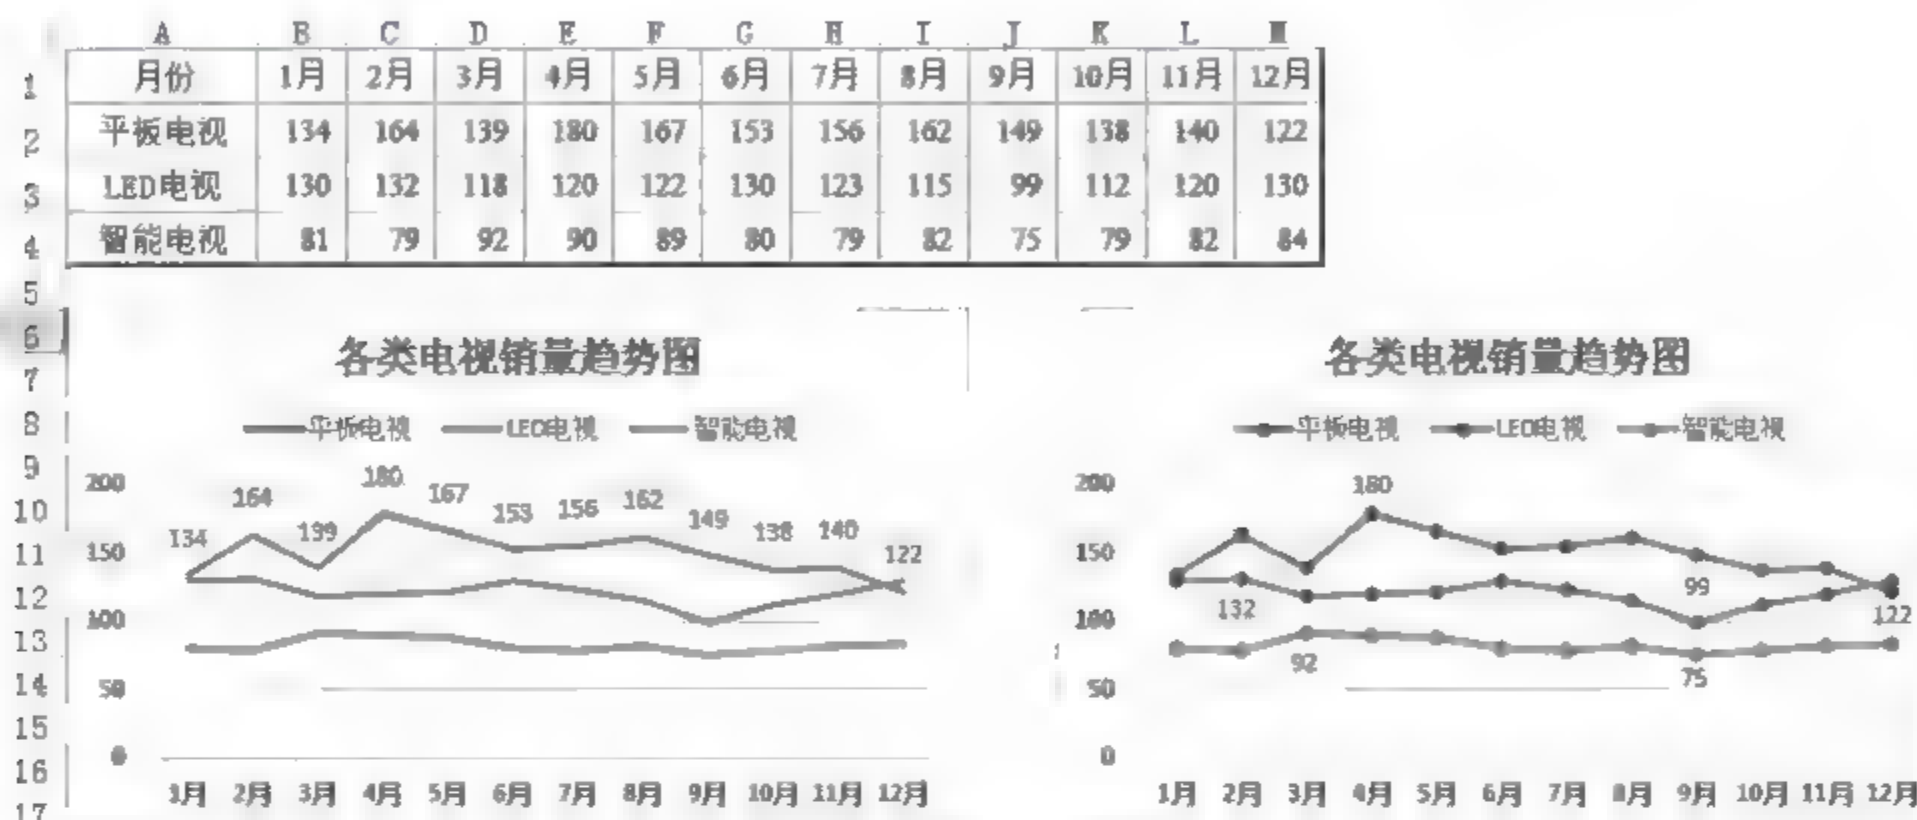 A B C D E F G H I J K L M
1 月份 1月 2月 3月 4月 5月 6月 7月 8月 9月 10月 11月 12月
2 平板电视 134 164 139 180 167 153 156 162 149 138 140 122
3 LED电视 130 132 118 120 122 130 123 115 99 112 120 130
4 智能电视 81 79 92 90 89 80 79 82 75 79 82 84
5
6
7
8
9
10
11
12
13
14
15
16
17
各类电视销量趋势图
平板电视 LED电视 智能电视
200
150
100
50
0
134 164 139 180 167 153 156 162 149 138 140 122
1月 2月 3月 4月 5月 6月 7月 8月 9月 10月 11月 12月
各类电视销量趋势图
平板电视 LED电视 智能电视
200
150
100
50
0
180
132
99
122
92
75
1月 2月 3月 4月 5月 6月 7月 8月 9月 10月 11月 12月